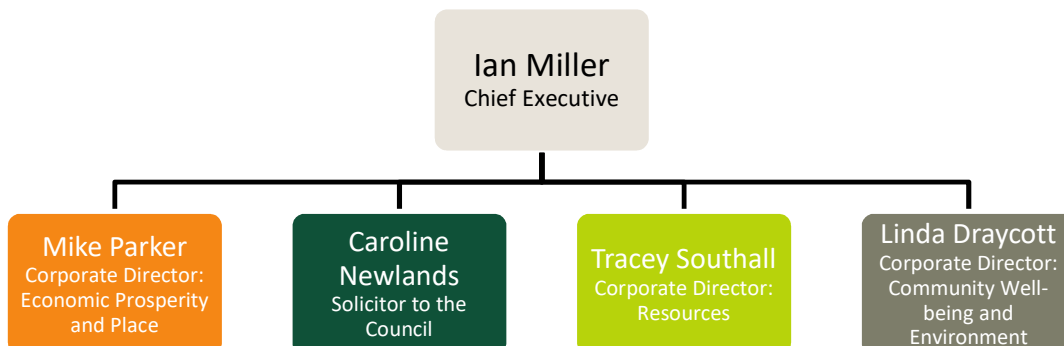 Ian Miller
Chief Executive
Mike Parker
Corporate Director:
Economic Prosperity
and Place
Caroline
Newlands
Solicitor to the
Council
Tracey Southall
Corporate Director:
Resources
Linda Draycott
Corporate Director:
Community Well-
being and
Environment